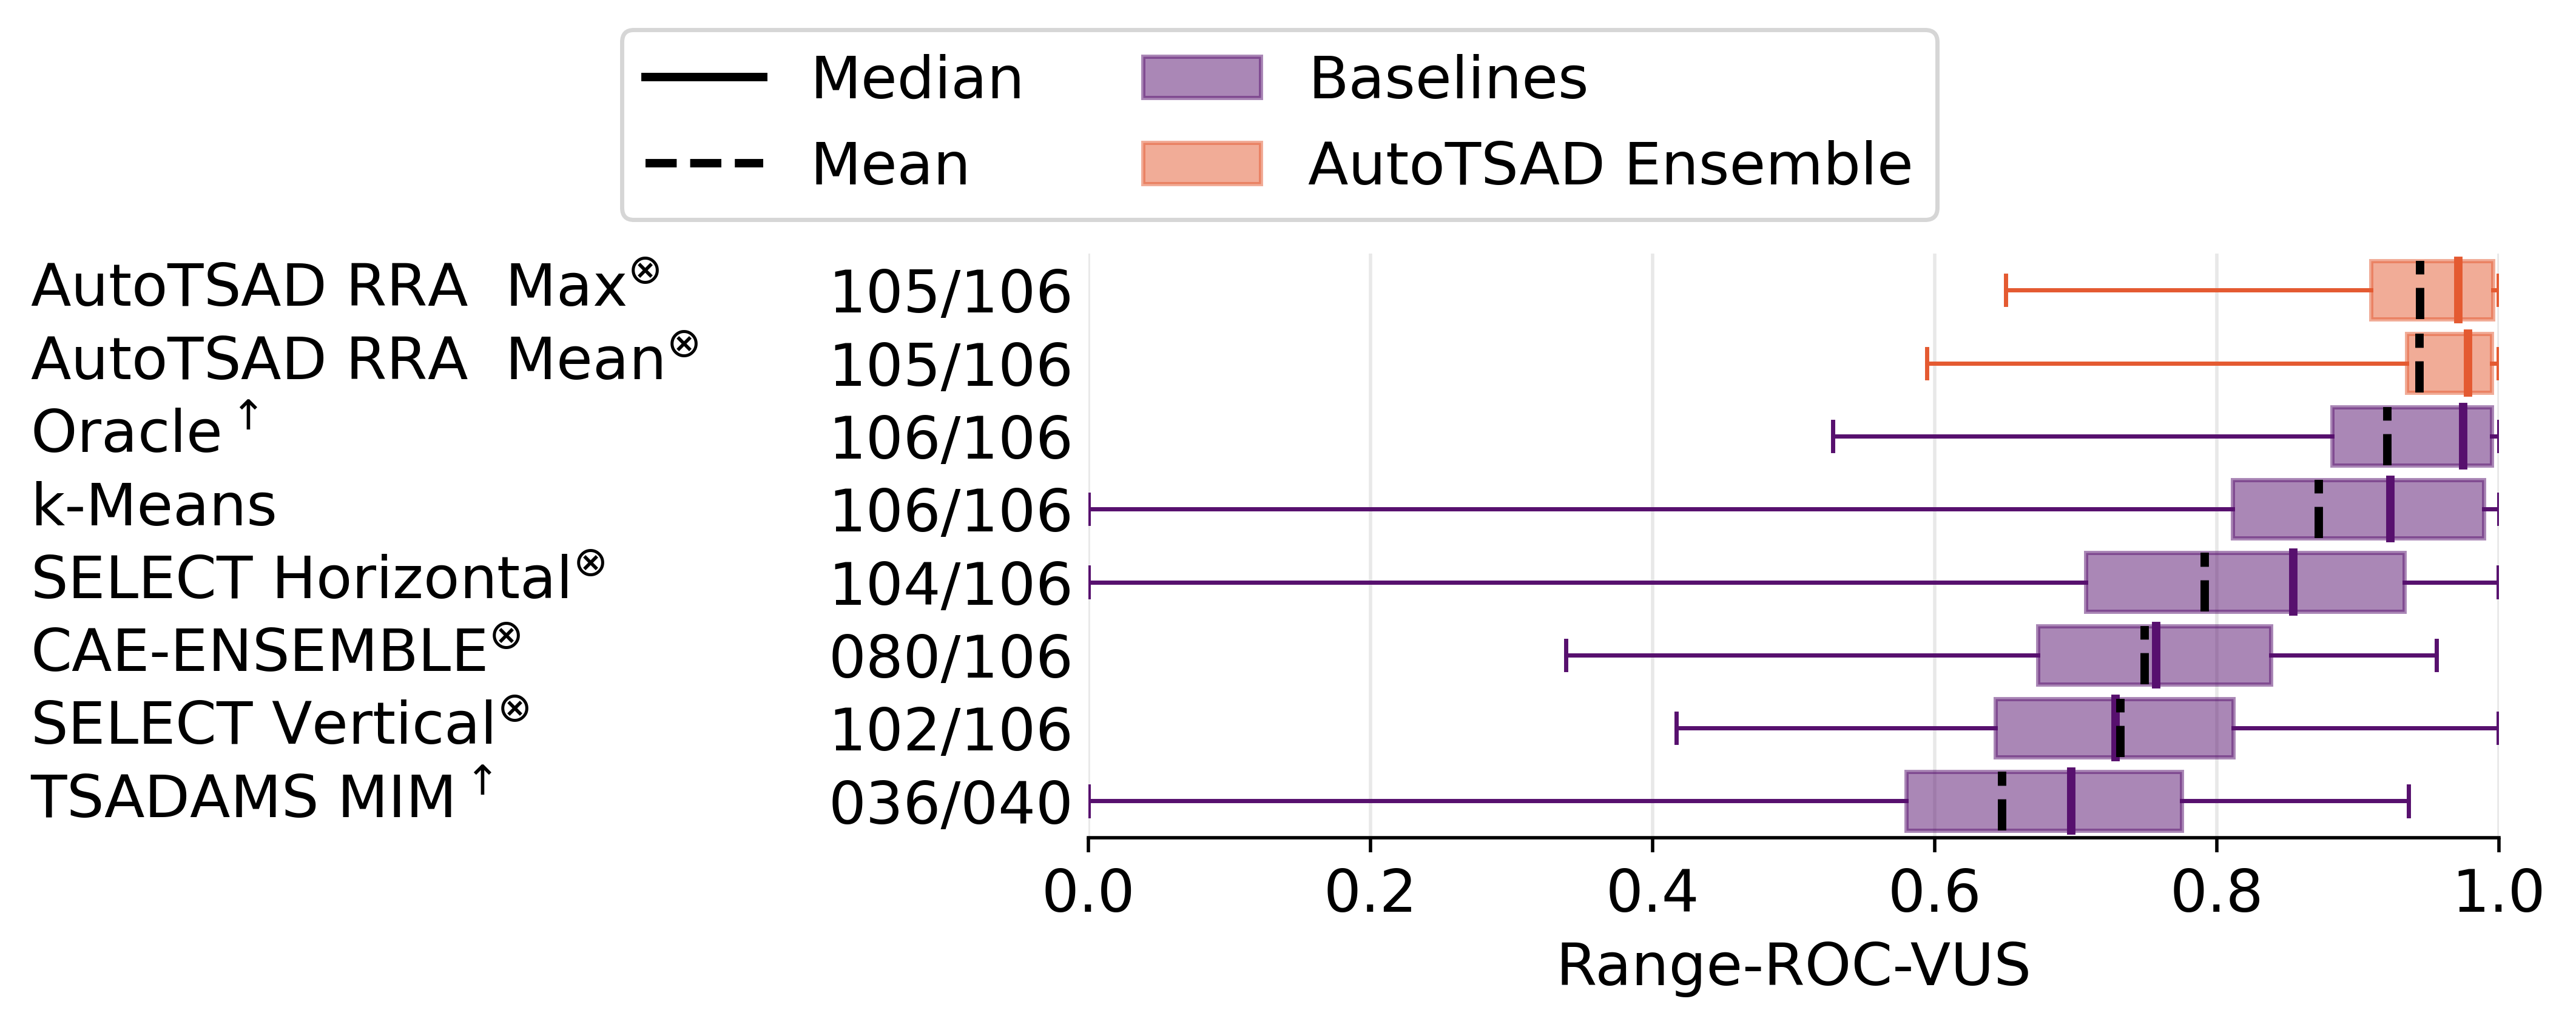 Median Baselines
Mean AutoTSAD Ensemble
AutoTSAD RRA Max⊗ 105/106
AutoTSAD RRA Mean⊗ 105/106
Oracle ↑ 106/106
k-Means 106/106
SELECT Horizontal⊗ 104/106
CAE-ENSEMBLE⊗ 080/106
SELECT Vertical⊗ 102/106
TSADAMS MIM ↑ 036/040
0.0 0.2 0.4 0.6 0.8 1.0
Range-ROC-VUS